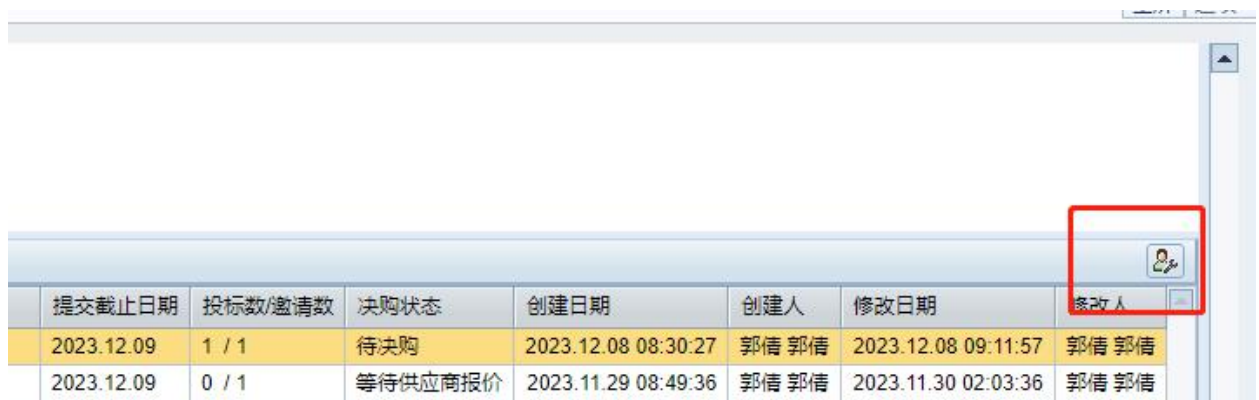 提交截止日期 投标数/邀请数 决购状态 创建日期 创建人 修改日期 修改人
2023.12.09 1 / 1 待决购 2023.12.08 08:30:27 郭倩 郭倩 2023.12.08 09:11:57 郭倩 郭倩
2023.12.09 0 / 1 等待供应商报价 2023.11.29 08:49:36 郭倩 郭倩 2023.11.30 02:03:36 郭倩 郭倩